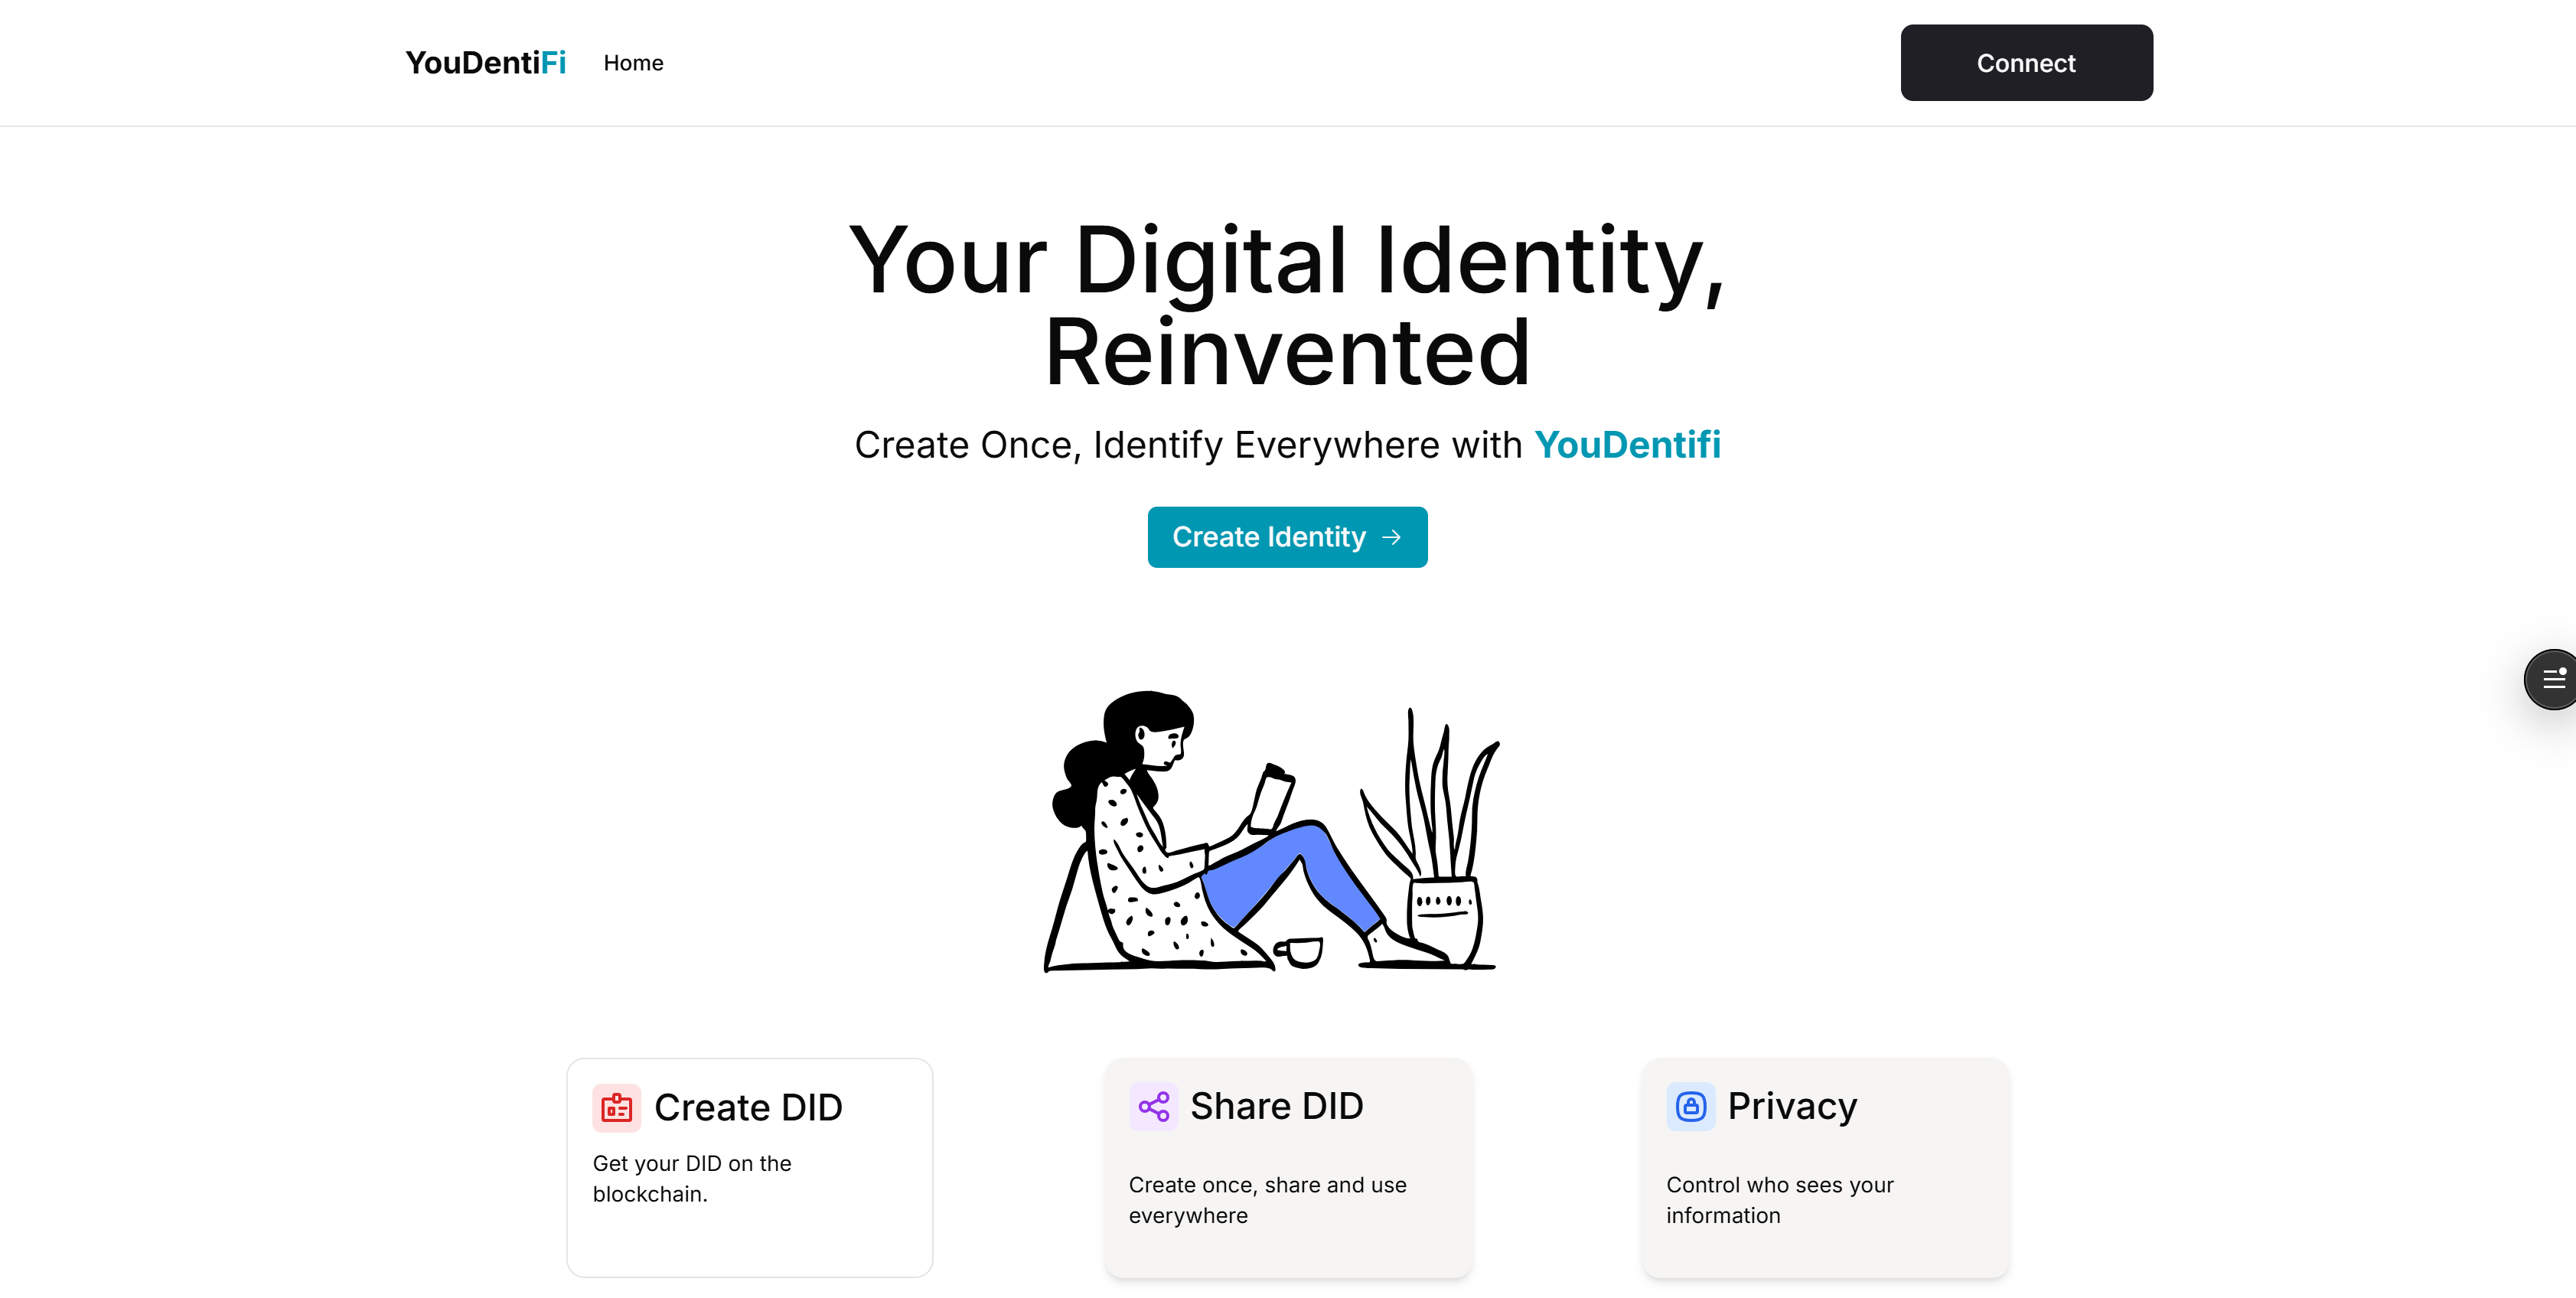 YouDentiFi
Home
Connect
Your Digital Identity,
Reinvented
Create Once, Identify Everywhere with YouDentifi
Create Identity →
Create DID
Get your DID on the
blockchain.
Share DID
Create once, share and use
everywhere
Privacy
Control who sees your
information